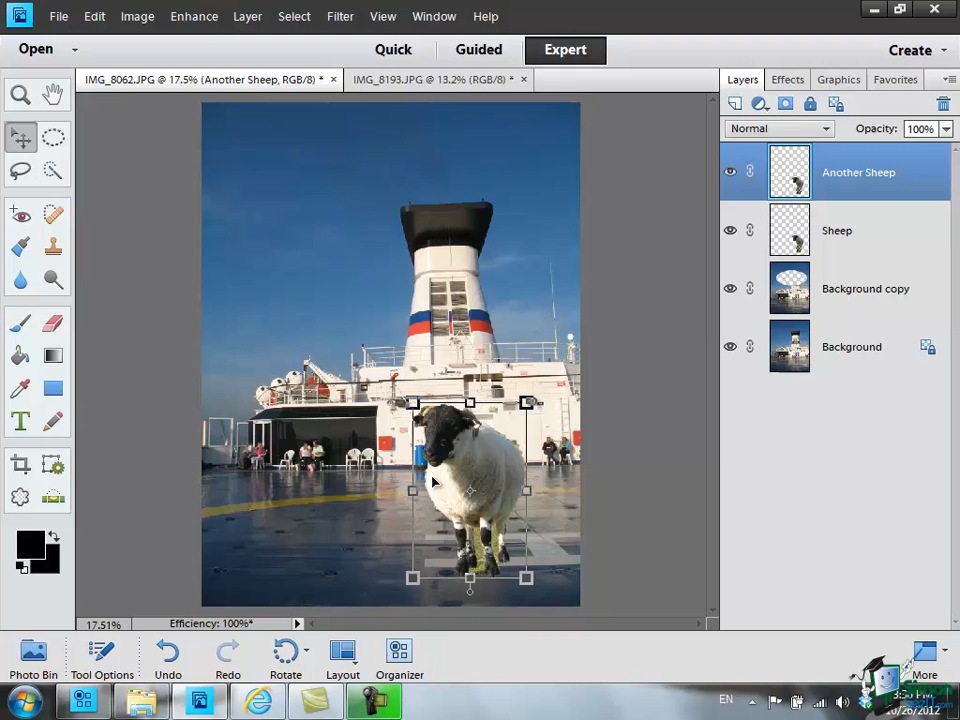 File Edit Image Enhance Layer Select Filter View Window Help
Open Quick Guided Expert Create
IMG_8062.JPG @ 17.5% (Another Sheep, RGB/8) * × IMG_8193.JPG @ 13.2% (RGB/8) * ×
Layers Effects Graphics Favorites
Normal Opacity: 100%
Another Sheep
Sheep
Background copy
Background
T
17.51% Efficiency: 100%*
Photo Bin Tool Options Undo Redo Rotate Layout Organizer More
EN
10/26/2012